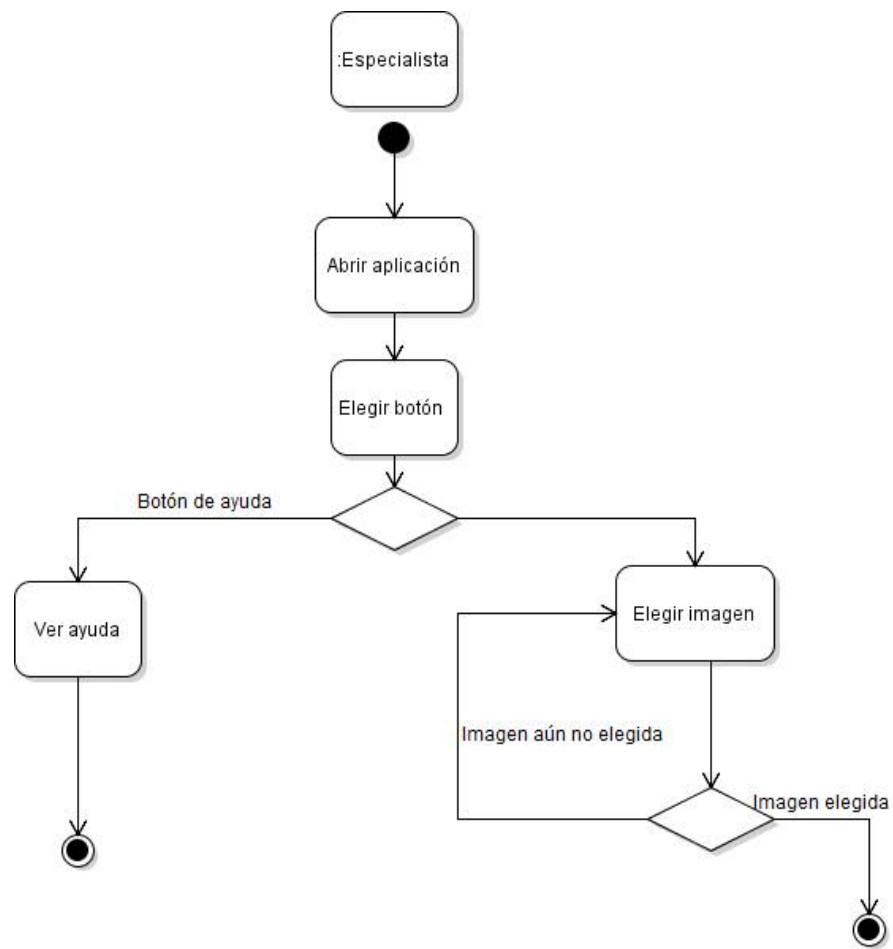 :Especialista
Abrir aplicación
Elegir botón
Botón de ayuda
Ver ayuda
Elegir imagen
Imagen aún no elegida
Imagen elegida